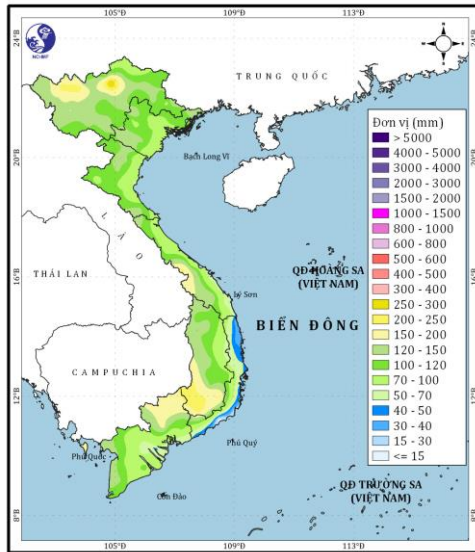 105°E 109°E 113°E
24°N
TRUNG QUỐC
Đơn vị (mm)
> 5000
4000 - 5000
3000 - 4000
2000 - 3000
1500 - 2000
1000 - 1500
800 - 1000
600 - 800
500 - 600
400 - 500
300 - 400
250 - 300
200 - 250
150 - 200
120 - 150
100 - 120
70 - 100
50 - 70
40 - 50
30 - 40
15 - 30
<= 15
20°N
Bạch Long Vĩ
LÀO
THÁI LAN
16°N
QĐ HOÀNG SA
(VIỆT NAM)
Lý Sơn
BIỂN ĐÔNG
CAMPUCHIA
12°N
Phú Quốc
Phú Quý
Côn Đảo
QĐ TRƯỜNG SA
(VIỆT NAM)
8°N
105°E 109°E 113°E